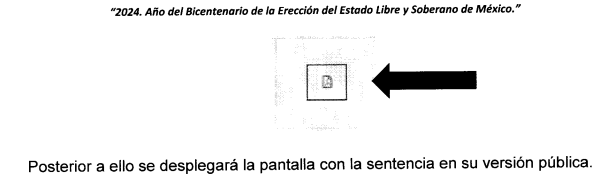 "2024. Año del Bicentenario de la Erección del Estado Libre y Soberano de México."
Posterior a ello se desplegará la pantalla con la sentencia en su versión pública.